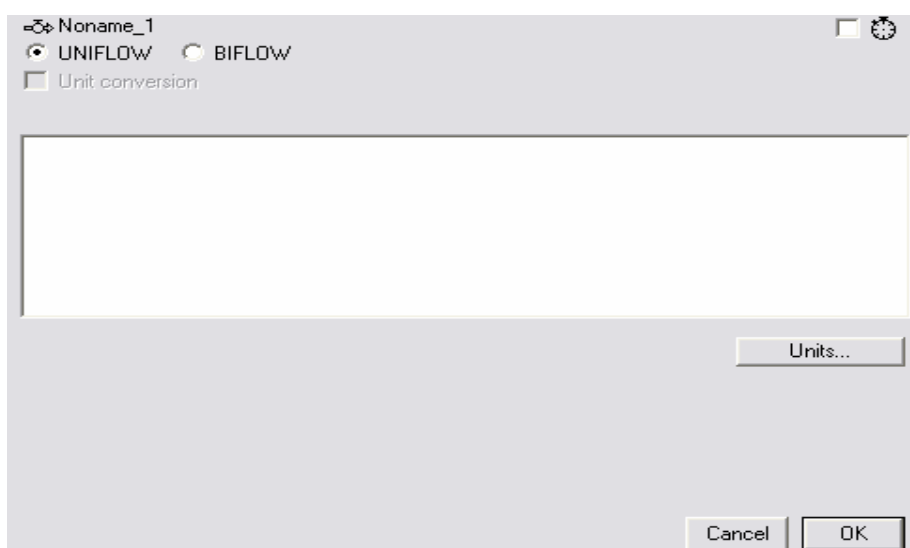 Noname_1
UNIFLOW BIFLOW
Unit conversion
Units...
Cancel OK